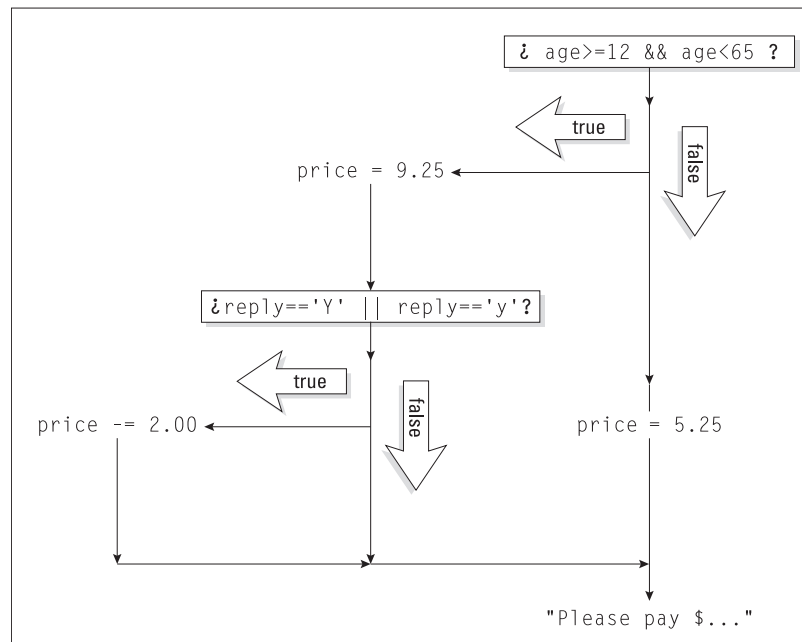 ¿ age>=12 && age<65 ?
true
false
price = 9.25
¿reply=='Y' || reply=='y'?
true
false
price -= 2.00
price = 5.25
"Please pay $..."